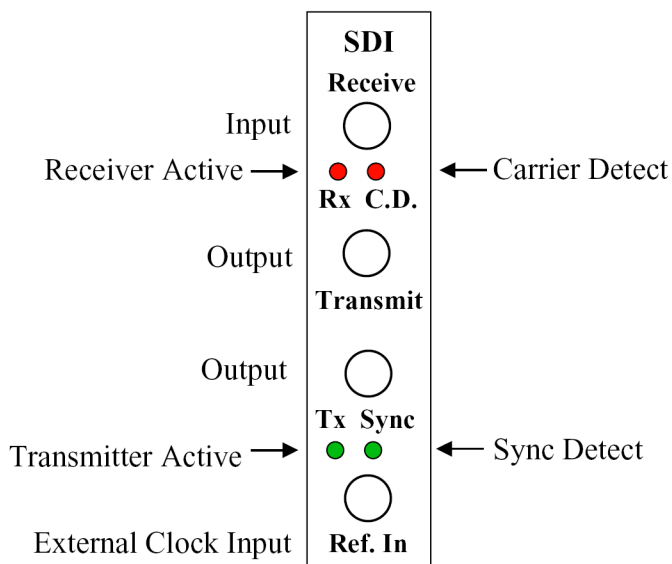 SDI
Receive
Input
Receiver Active
Carrier Detect
Rx C.D.
Output
Transmit
Output
Tx Sync
Transmitter Active
Sync Detect
External Clock Input
Ref. In